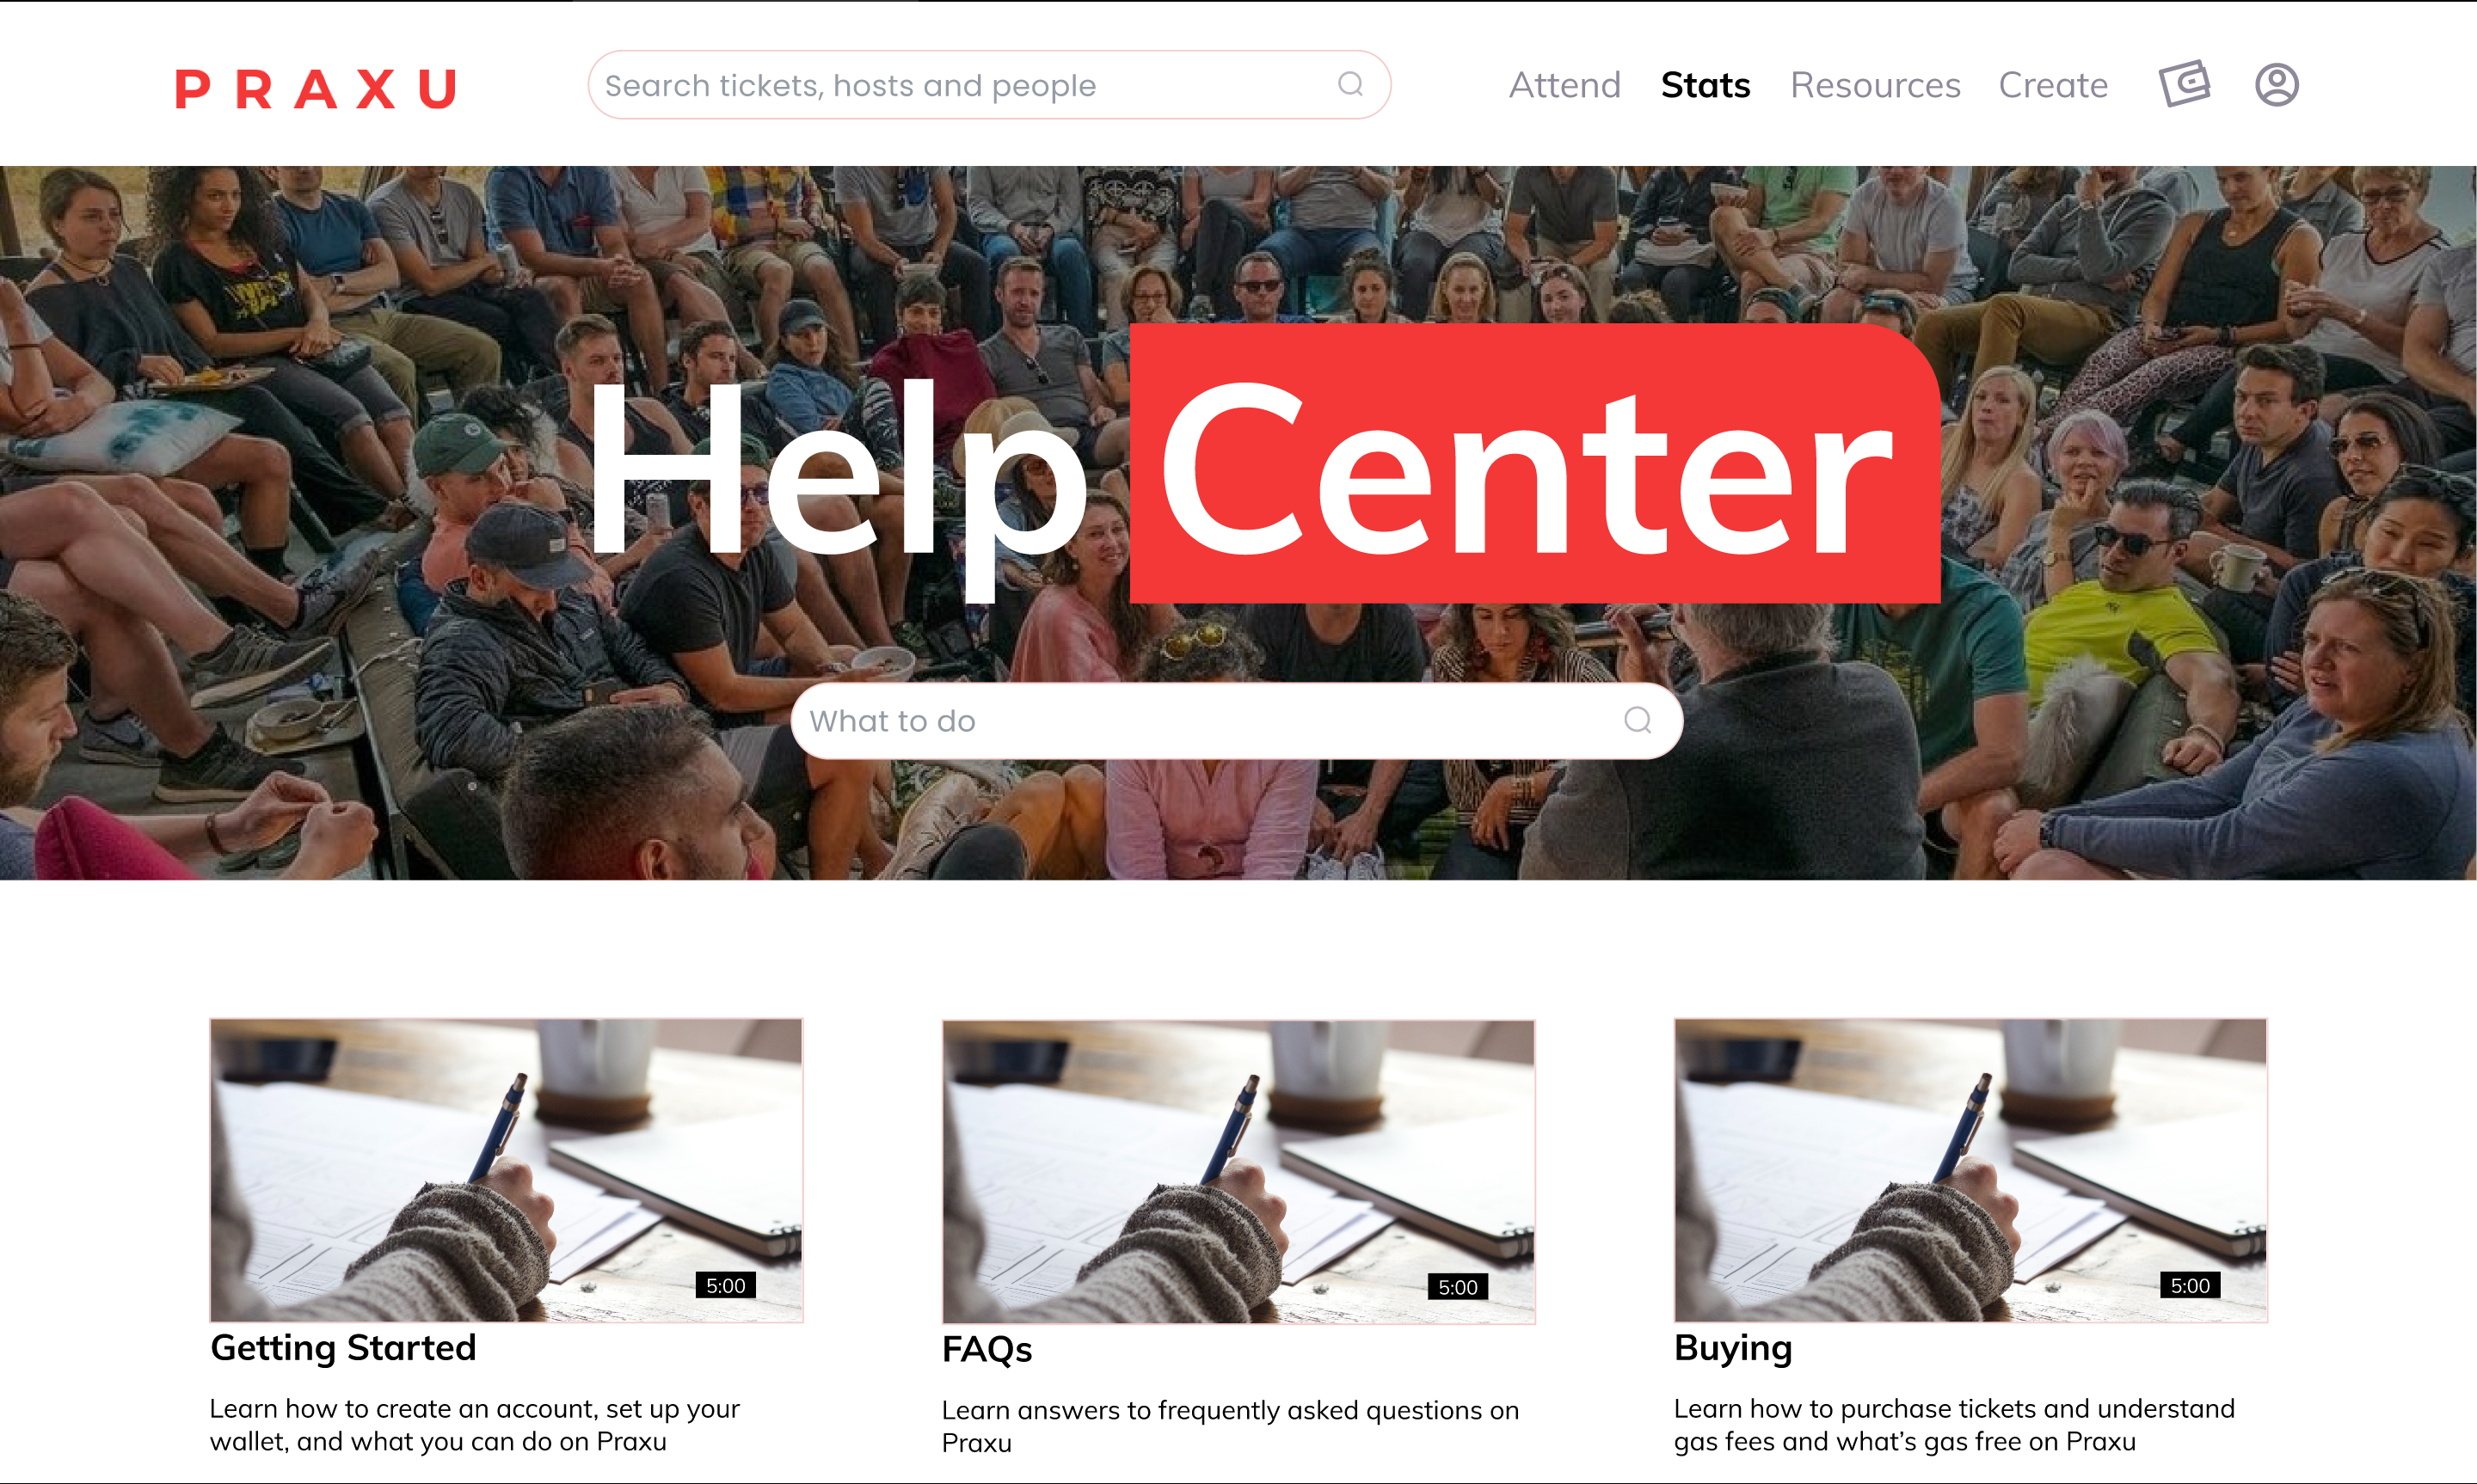 PRAXU
Search tickets, hosts and people
Attend Stats Resources Create
Help Center
What to do
5:00
5:00
5:00
Getting Started
Learn how to create an account, set up your
wallet, and what you can do on Praxu
FAQs
Learn answers to frequently asked questions on
Praxu
Buying
Learn how to purchase tickets and understand
gas fees and what’s gas free on Praxu